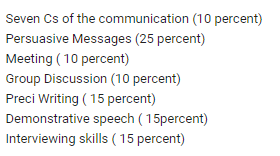 Seven Cs of the communication (10 percent)
Persuasive Messages (25 percent)
Meeting ( 10 percent)
Group Discussion (10 percent)
Preci Writing ( 15 percent)
Demonstrative speech ( 15percent)
Interviewing skills ( 15 percent)